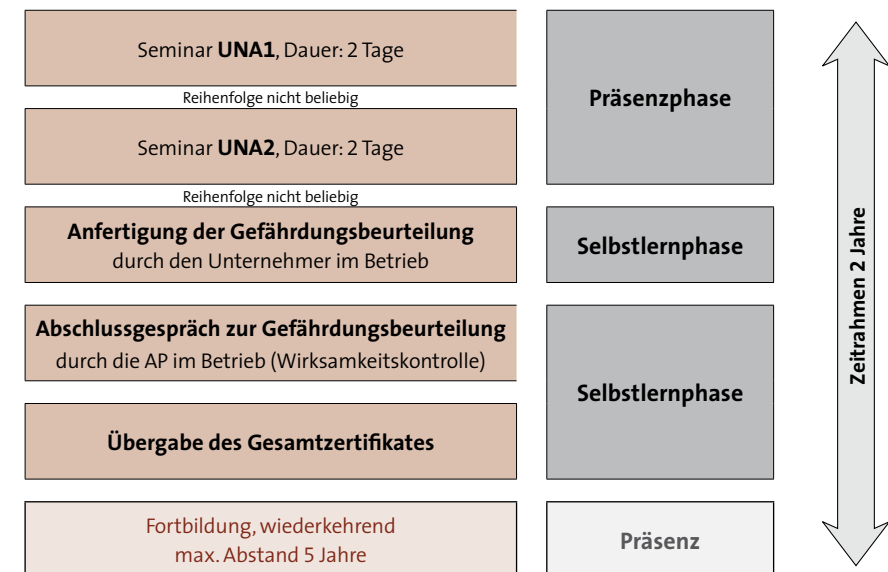 Seminar UNA1, Dauer: 2 Tage
Reihenfolge nicht beliebig
Seminar UNA2, Dauer: 2 Tage
Präsenzphase
Reihenfolge nicht beliebig
Anfertigung der Gefährdungsbeurteilung
durch den Unternehmer im Betrieb
Selbstlernphase
Abschlussgespräch zur Gefährdungsbeurteilung
durch die AP im Betrieb (Wirksamkeitskontrolle)
Übergabe des Gesamtzertifikates
Selbstlernphase
Fortbildung, wiederkehrend
max. Abstand 5 Jahre
Präsenz
Zeitrahmen 2 Jahre